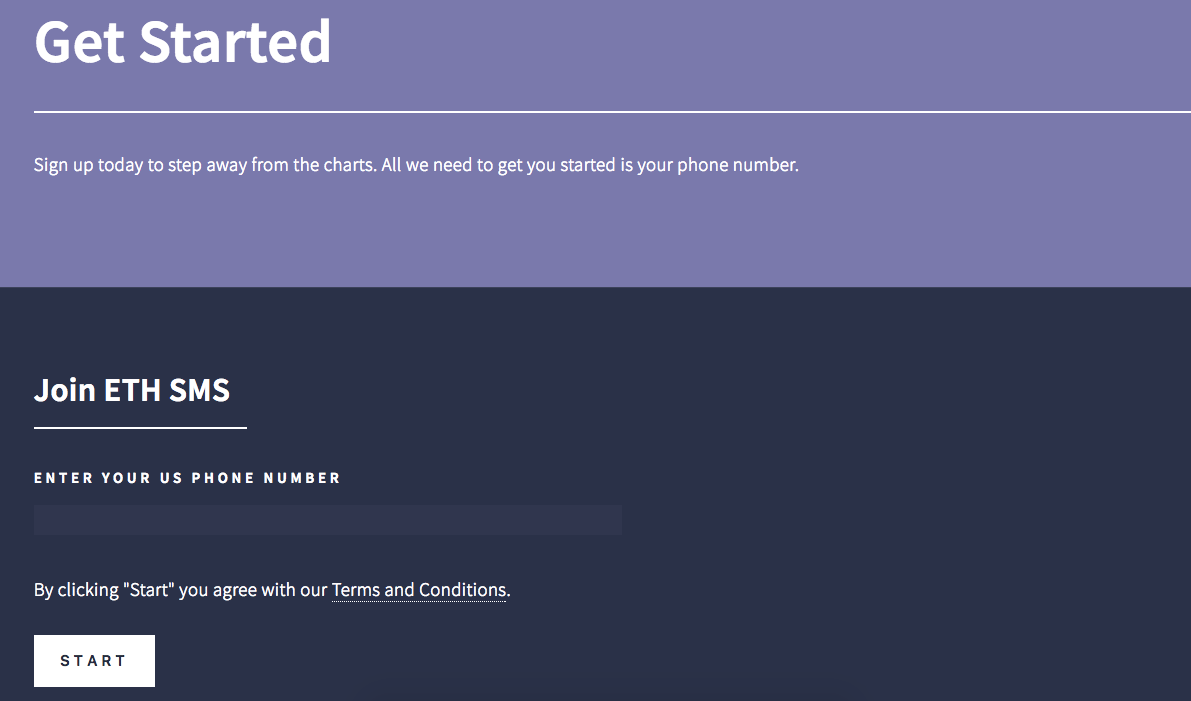 Get Started
Sign up today to step away from the charts. All we need to get you started is your phone number.
Join ETH SMS
ENTER YOUR US PHONE NUMBER
By clicking "Start" you agree with our Terms and Conditions.
START